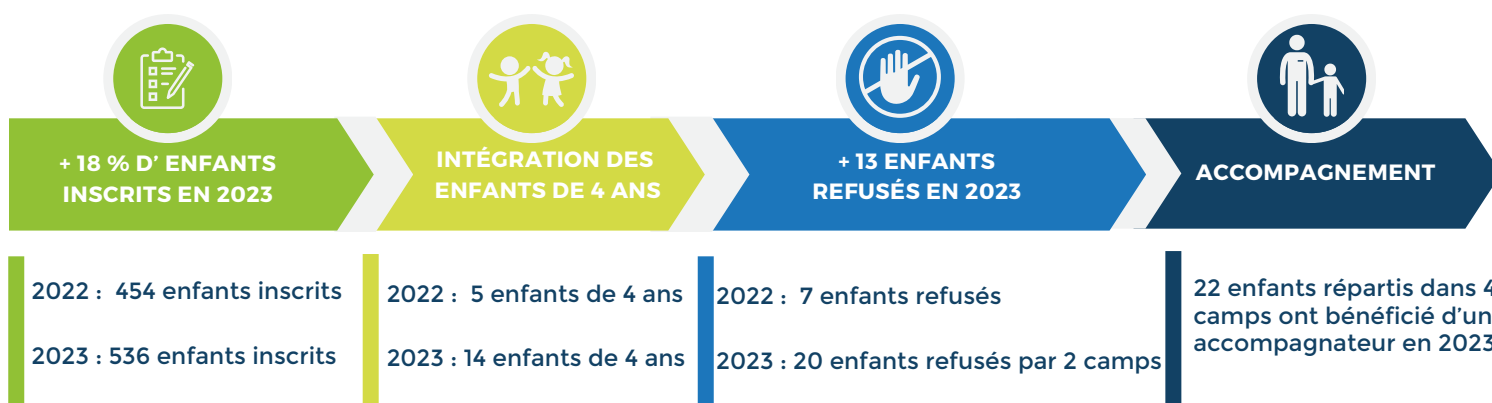 + 18 % D' ENFANTS
INSCRITS EN 2023
INTÉGRATION DES
ENFANTS DE 4 ANS
+ 13 ENFANTS
REFUSÉS EN 2023
ACCOMPAGNEMENT
2022 : 454 enfants inscrits
2023 : 536 enfants inscrits
2022 : 5 enfants de 4 ans
2023 : 14 enfants de 4 ans
2022 : 7 enfants refusés
2023 : 20 enfants refusés par 2 camps
22 enfants répartis dans 4
camps ont bénéficié d'un
accompagnateur en 2023